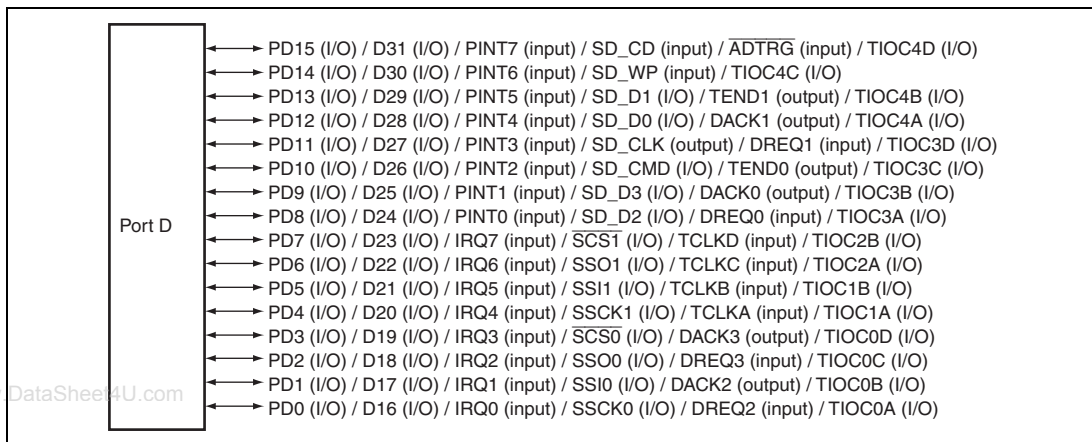 PD15 (I/O) / D31 (I/O) / PINT7 (input) / SD_CD (input) / ADTRG (input) / TIOC4D (I/O)
PD14 (I/O) / D30 (I/O) / PINT6 (input) / SD_WP (input) / TIOC4C (I/O)
PD13 (I/O) / D29 (I/O) / PINT5 (input) / SD_D1 (I/O) / TEND1 (output) / TIOC4B (I/O)
PD12 (I/O) / D28 (I/O) / PINT4 (input) / SD_D0 (I/O) / DACK1 (output) / TIOC4A (I/O)
PD11 (I/O) / D27 (I/O) / PINT3 (input) / SD_CLK (output) / DREQ1 (input) / TIOC3D (I/O)
PD10 (I/O) / D26 (I/O) / PINT2 (input) / SD_CMD (I/O) / TEND0 (output) / TIOC3C (I/O)
PD9 (I/O) / D25 (I/O) / PINT1 (input) / SD_D3 (I/O) / DACK0 (output) / TIOC3B (I/O)
PD8 (I/O) / D24 (I/O) / PINT0 (input) / SD_D2 (I/O) / DREQ0 (input) / TIOC3A (I/O)
Port D
PD7 (I/O) / D23 (I/O) / IRQ7 (input) / SCS1 (I/O) / TCLKD (input) / TIOC2B (I/O)
PD6 (I/O) / D22 (I/O) / IRQ6 (input) / SSO1 (I/O) / TCLKC (input) / TIOC2A (I/O)
PD5 (I/O) / D21 (I/O) / IRQ5 (input) / SSI1 (I/O) / TCLKB (input) / TIOC1B (I/O)
PD4 (I/O) / D20 (I/O) / IRQ4 (input) / SSCK1 (I/O) / TCLKA (input) / TIOC1A (I/O)
PD3 (I/O) / D19 (I/O) / IRQ3 (input) / SCS0 (I/O) / DACK3 (output) / TIOC0D (I/O)
PD2 (I/O) / D18 (I/O) / IRQ2 (input) / SSO0 (I/O) / DREQ3 (input) / TIOC0C (I/O)
PD1 (I/O) / D17 (I/O) / IRQ1 (input) / SSI0 (I/O) / DACK2 (output) / TIOC0B (I/O)
.DataSheet4U.com
PD0 (I/O) / D16 (I/O) / IRQ0 (input) / SSCK0 (I/O) / DREQ2 (input) / TIOC0A (I/O)